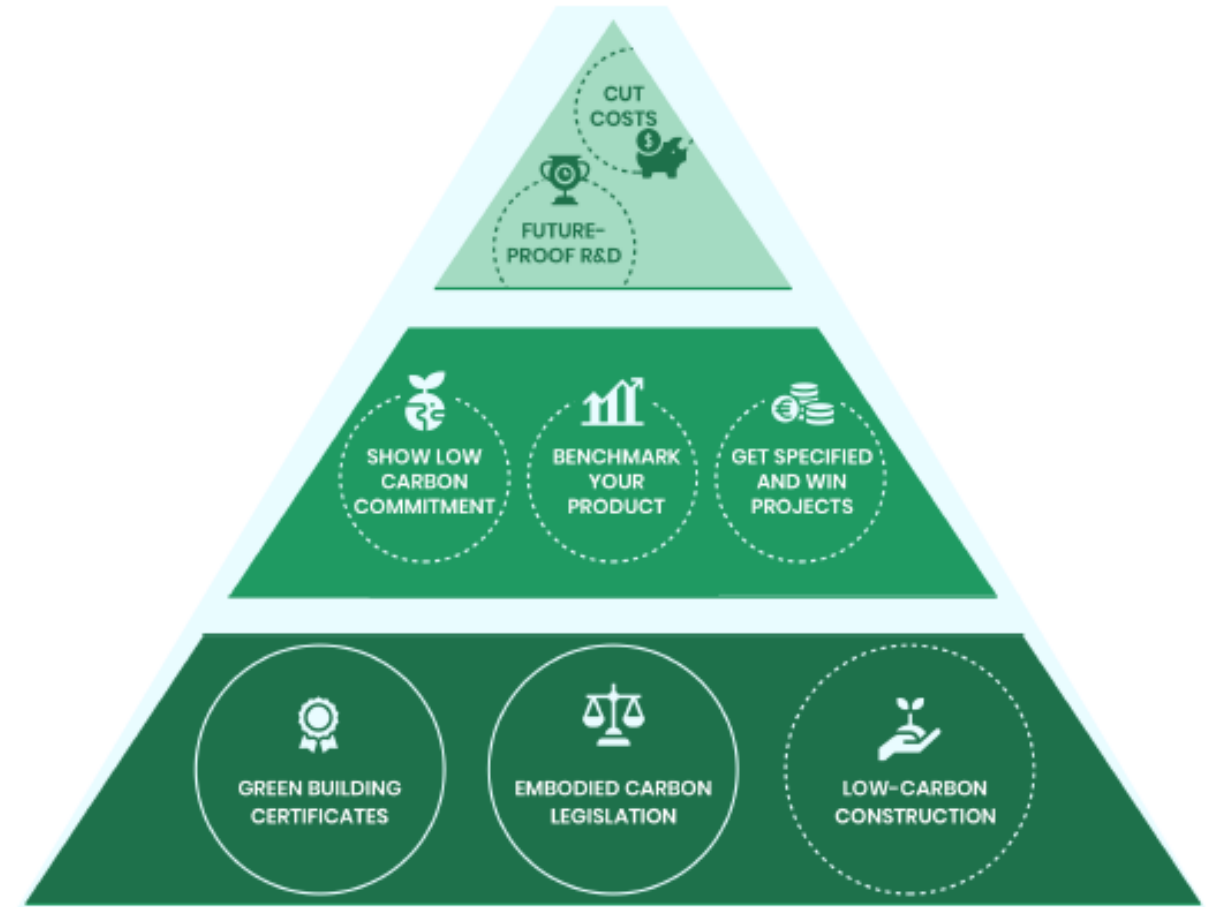 CUT
COSTS
$
FUTURE-
PROOF R&D
SHOW LOW
CARBON
COMMITMENT
BENCHMARK
YOUR
PRODUCT
€
GET SPECIFIED
AND WIN
PROJECTS
GREEN BUILDING
CERTIFICATES
EMBODIED CARBON
LEGISLATION
LOW-CARBON
CONSTRUCTION